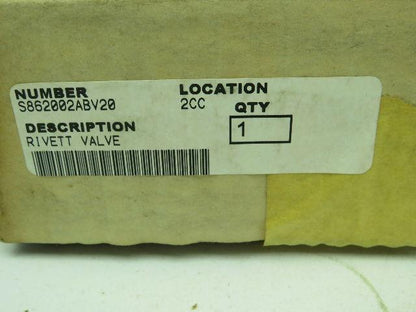 NUMBER LOCATION
S862002ABV20 2CC QTY
DESCRIPTION 1
RIVETT VALVE